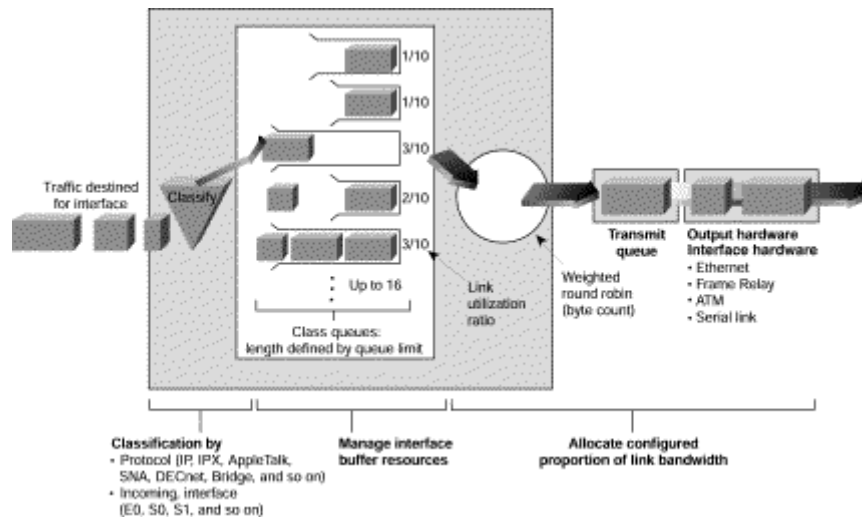 1/10
1/10
3/10
2/10
3/10
Traffic destined
for interface
Classify
Up to 16
Class queues:
length defined by queue limit
Link
utilization
ratio
Weighted
round robin
(byte count)
Transmit
queue
Output hardware
Interface hardware
• Ethernet
• Frame Relay
• ATM
• Serial link
Classification by
• Protocol (IP, IPX, AppleTalk,
SNA, DECnet, Bridge, and so on)
• Incoming, interface
(E0, S0, S1, and so on)
Manage interface
buffer resources
Allocate configured
proportion of link bandwidth